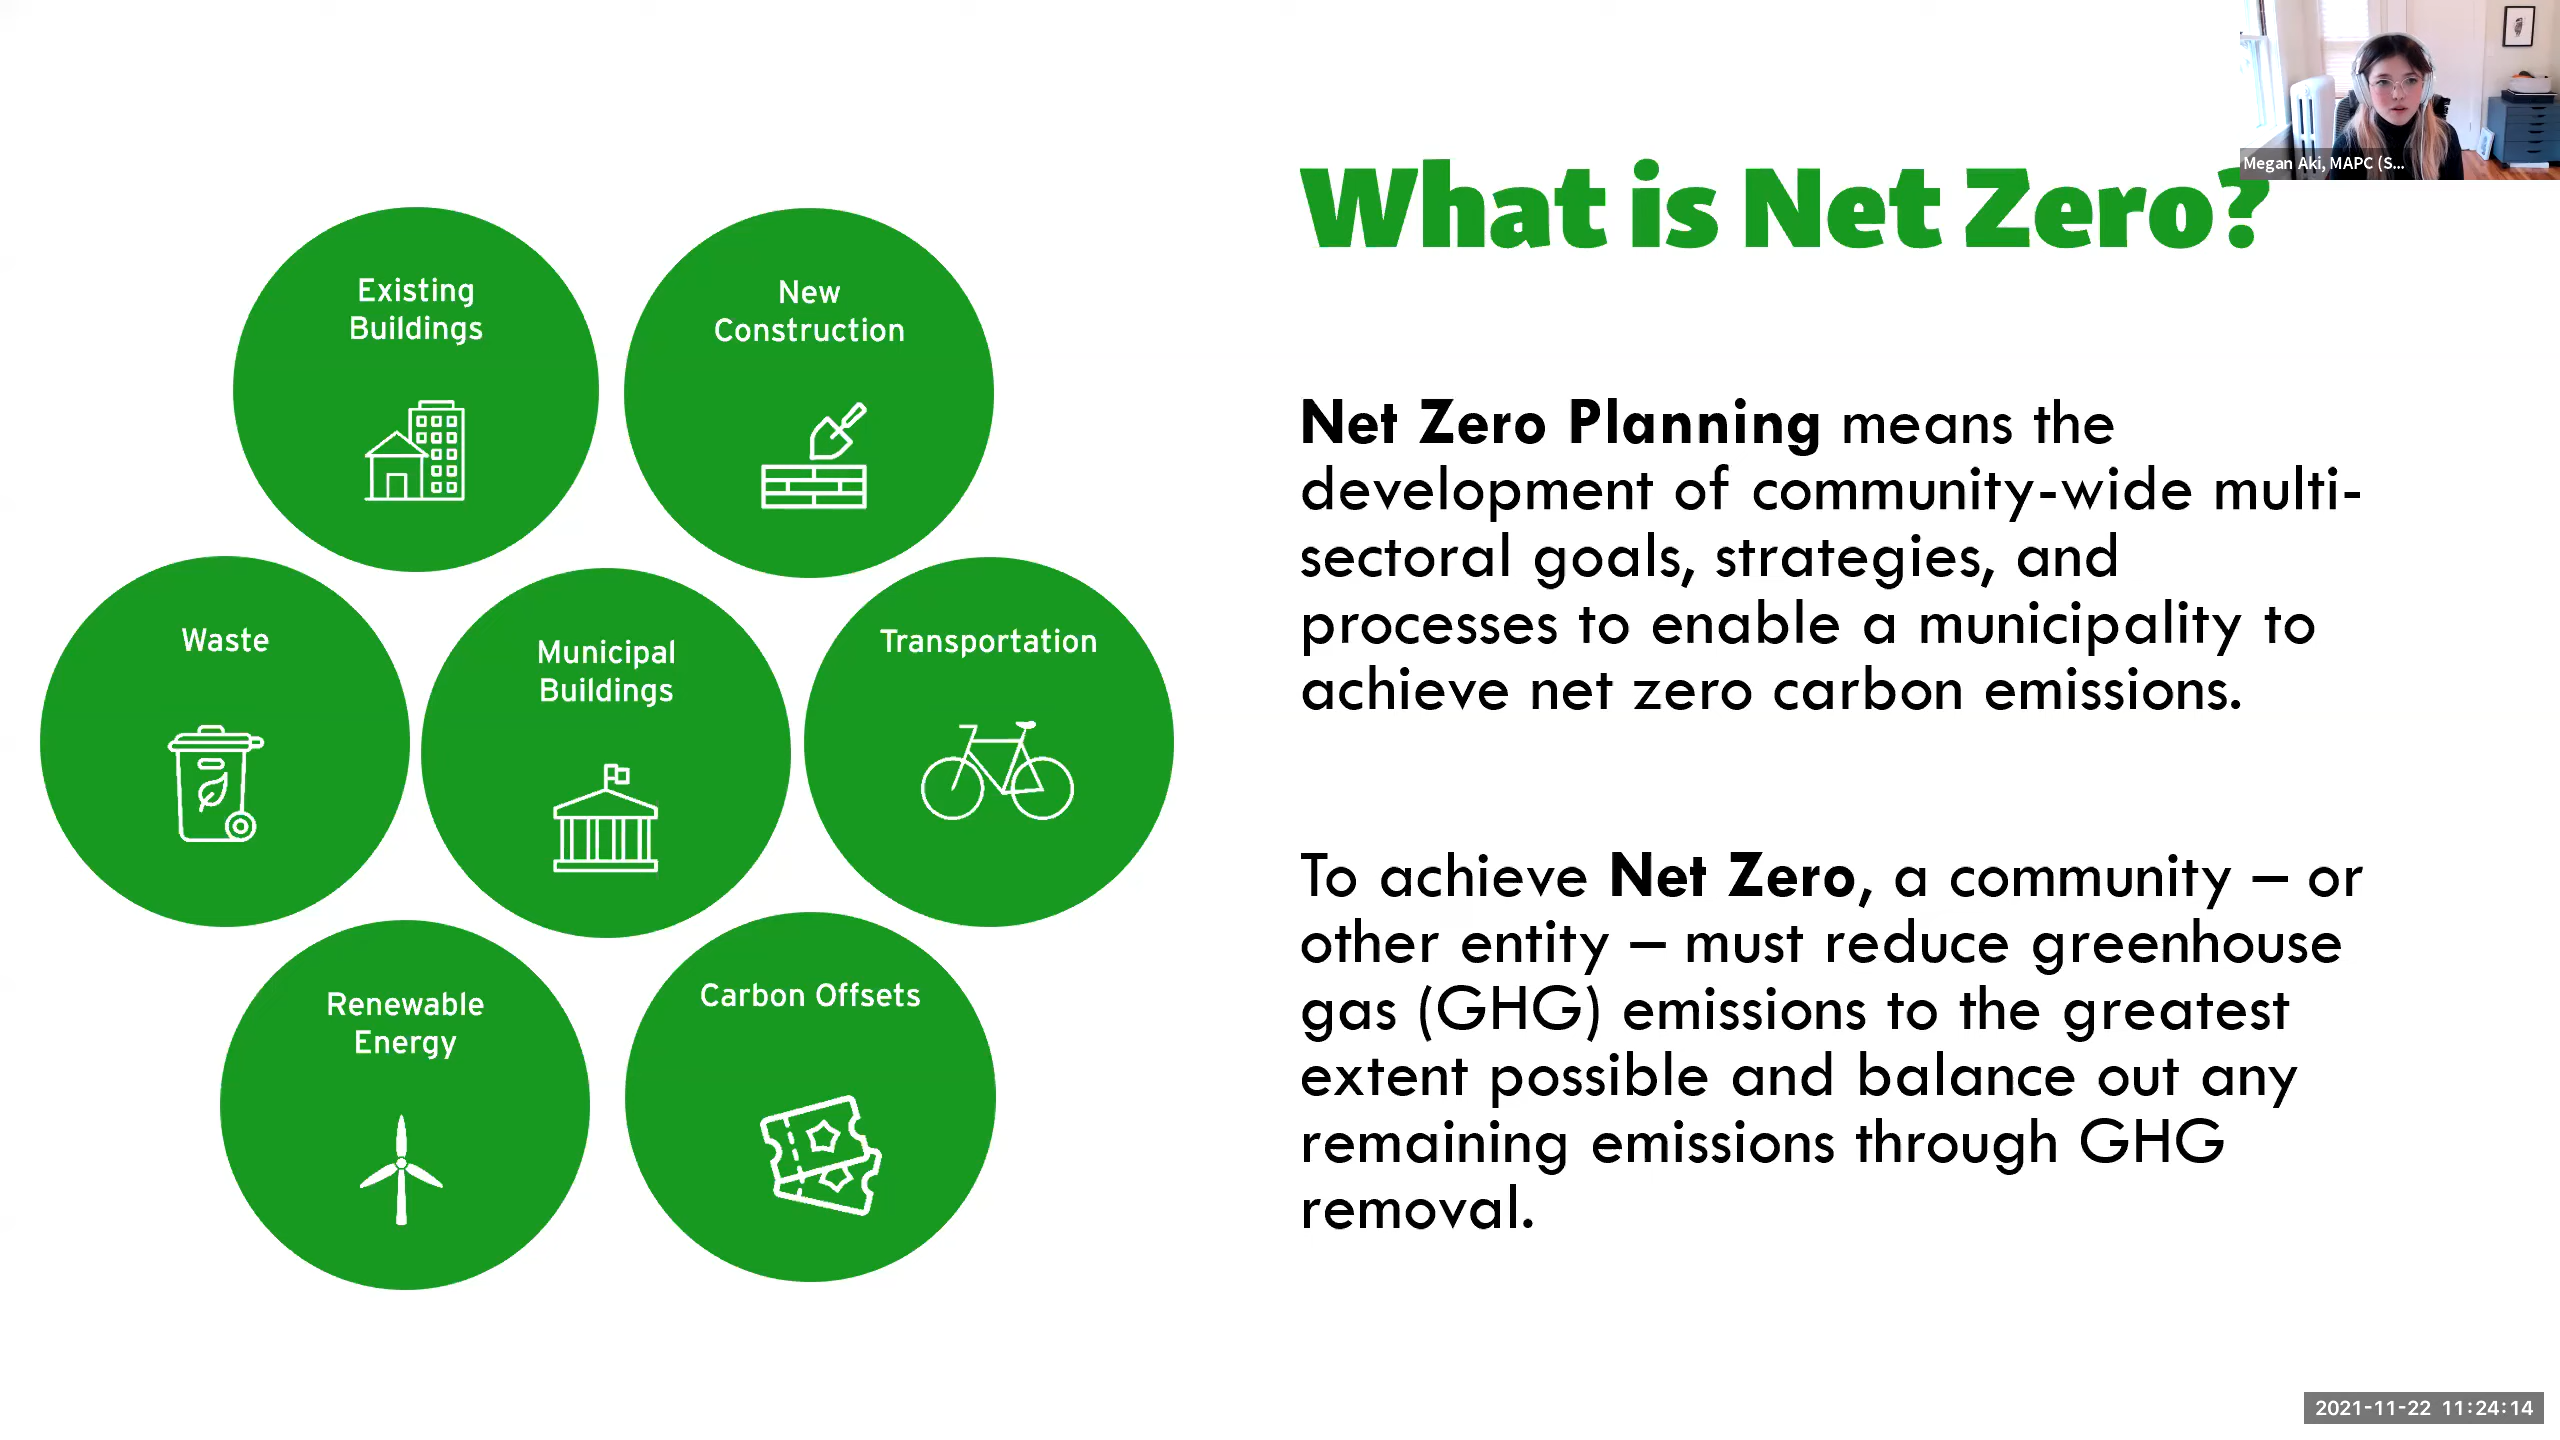 Megan Aki, MAPC (S...
What is Net Zero?
Existing
Buildings
New
Construction
Waste
Municipal
Buildings
Transportation
Renewable
Energy
Carbon Offsets
Net Zero Planning means the
development of community-wide multi-
sectoral goals, strategies, and
processes to enable a municipality to
achieve net zero carbon emissions.
To achieve Net Zero, a community – or
other entity – must reduce greenhouse
gas (GHG) emissions to the greatest
extent possible and balance out any
remaining emissions through GHG
removal.
2021-11-22 11:24:14